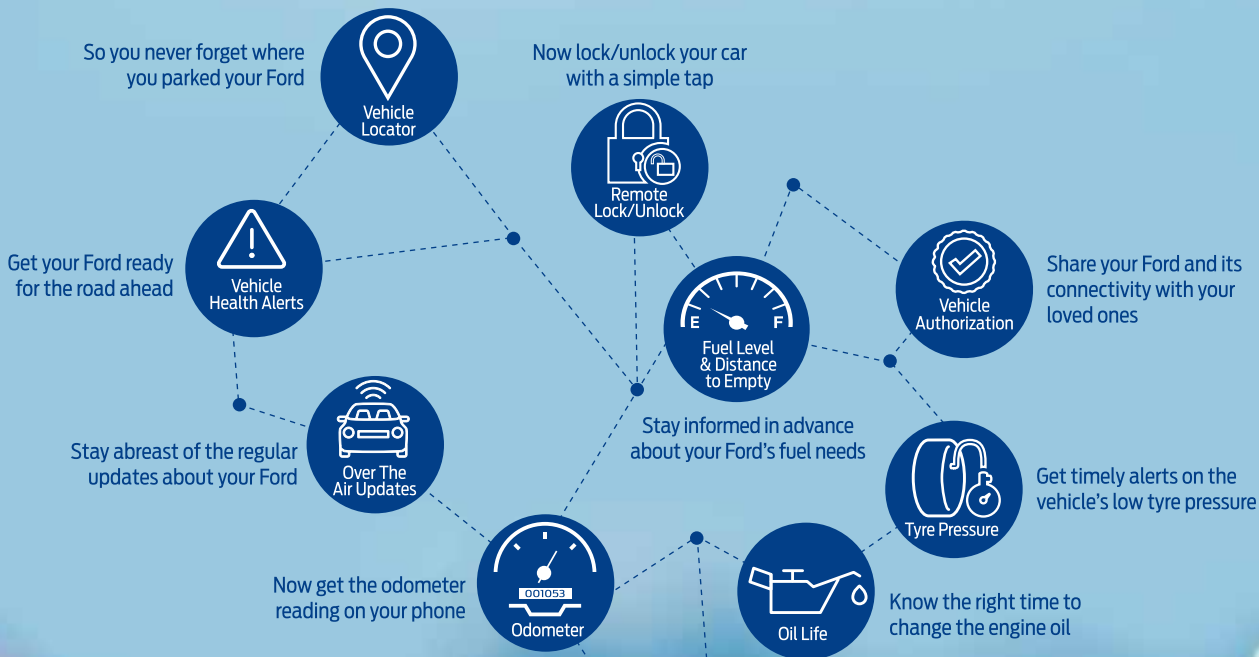 So you never forget where
you parked your Ford
Vehicle
Locator
Now lock/unlock your car
with a simple tap
Remote
Lock/Unlock
Get your Ford ready
for the road ahead
Vehicle
Health Alerts
E
F
Fuel Level
& Distance
to Empty
Stay informed in advance
about your Ford's fuel needs
Vehicle
Authorization
Share your Ford and its
connectivity with your
loved ones
Stay abreast of the regular
updates about your Ford
Over The
Air Updates
Tyre Pressure
Get timely alerts on the
vehicle's low tyre pressure
Now get the odometer
reading on your phone
001053
Odometer
Oil Life
Know the right time to
change the engine oil